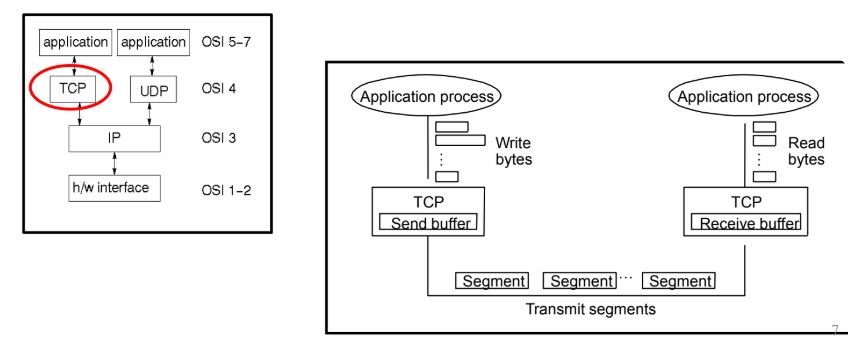 application application OSI 5-7
TCP UDP OSI 4
IP OSI 3
h/w interface OSI 1-2
Application process Application process
Write
bytes
Read
bytes
TCP TCP
Send buffer Receive buffer
Segment Segment ... Segment
Transmit segments
7